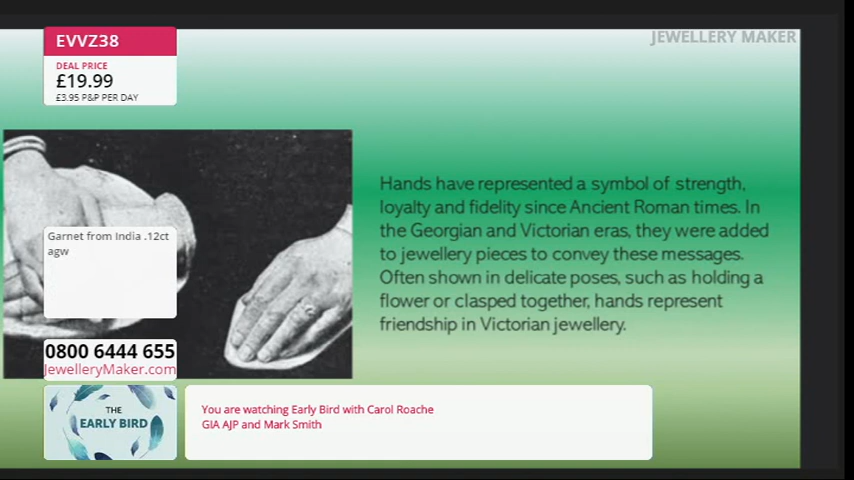 EVVZ38
DEAL PRICE
£19.99
£3.95 P&P PER DAY
JEWELLERY MAKER
Hands have represented a symbol of strength,
loyalty and fidelity since Ancient Roman times. In
the Georgian and Victorian eras, they were added
to jewellery pieces to convey these messages.
Often shown in delicate poses, such as holding a
flower or clasped together, hands represent
friendship in Victorian jewellery.
Garnet from India .12ct
agw
0800 6444 655
JewelleryMaker.com
THE
EARLY BIRD
You are watching Early Bird with Carol Roache
GIA AJP and Mark Smith